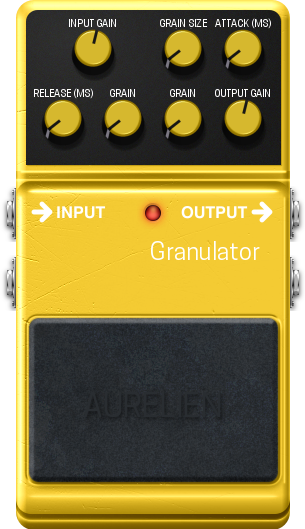 INPUT GAIN GRAIN SIZE ATTACK (MS)
RELEASE (MS) GRAIN GRAIN OUTPUT GAIN
INPUT OUTPUT
Granulator
AURELIEN